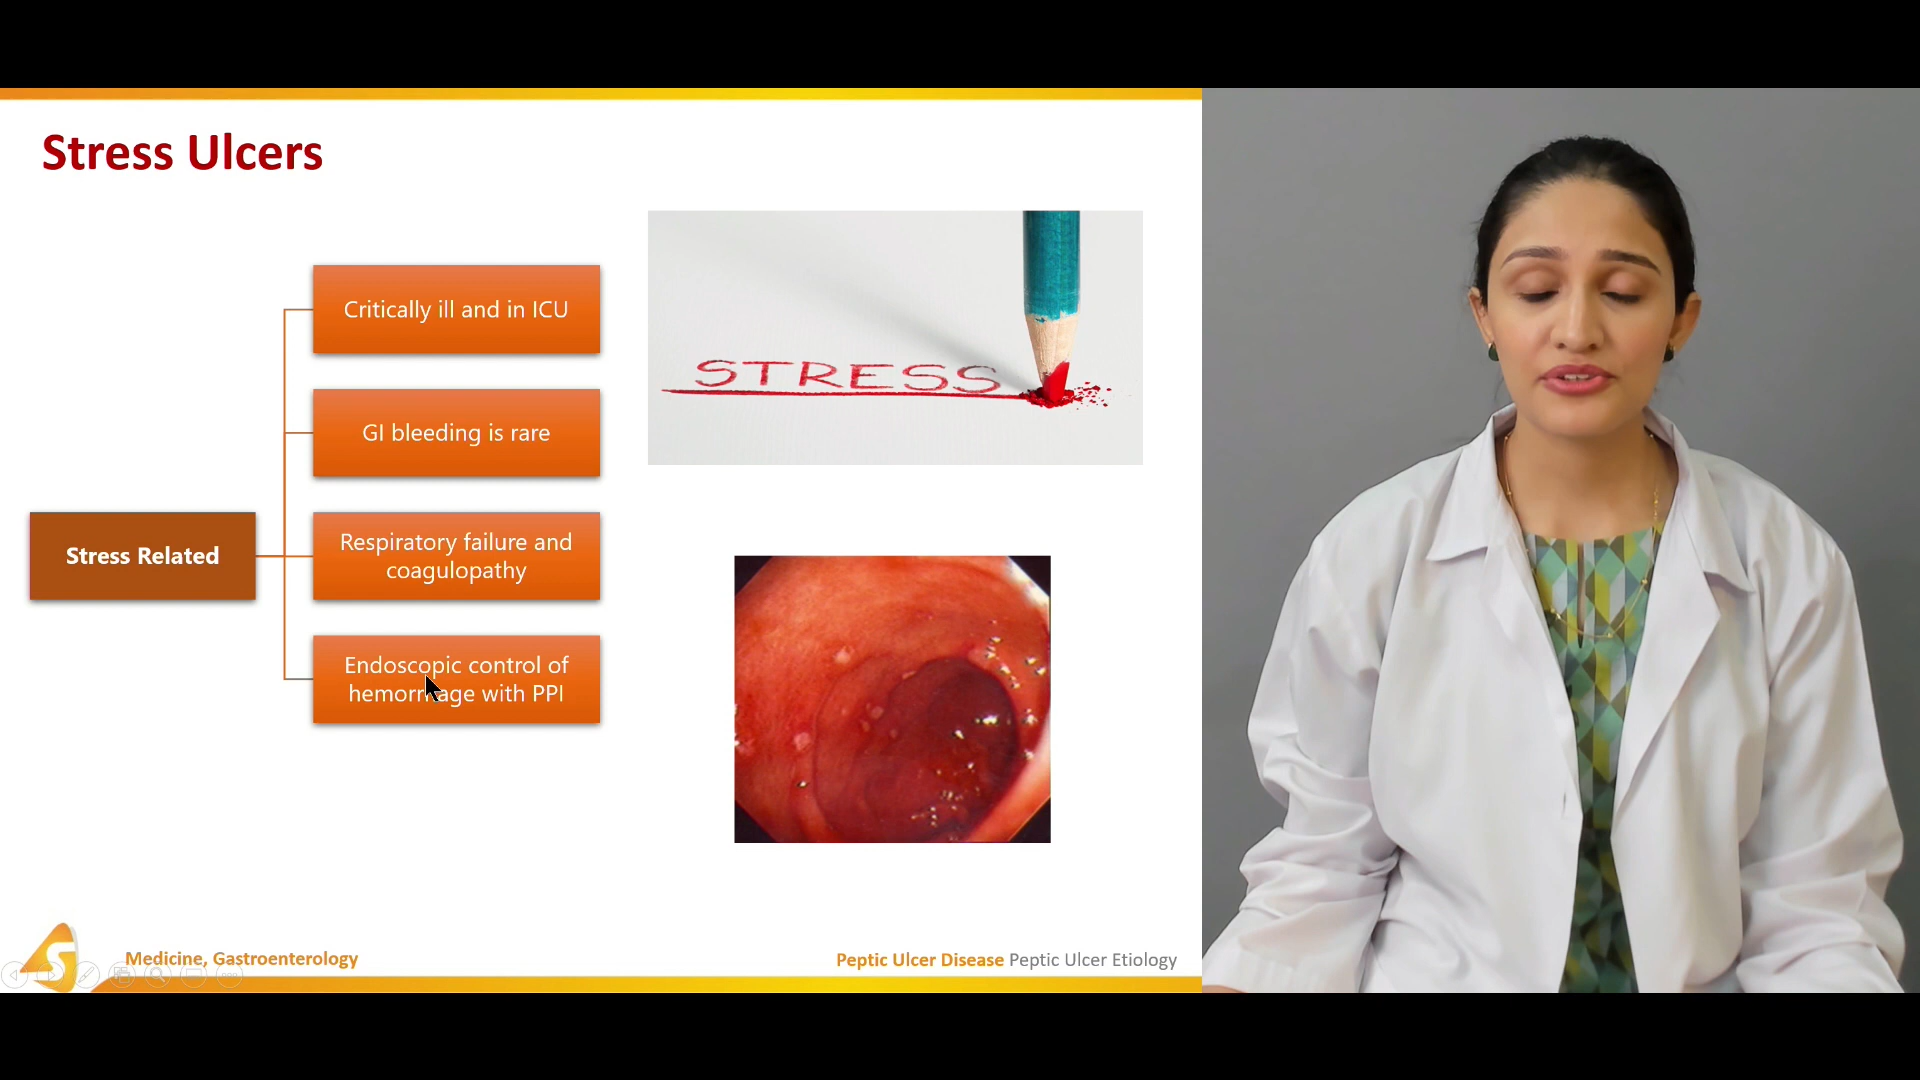 Stress Ulcers
Critically ill and in ICU
GI bleeding is rare
Stress Related
Respiratory failure and
coagulopathy
Endoscopic control of
hemorrhage with PPI
STRESS
S
Medicine, Gastroenterology
Peptic Ulcer Disease Peptic Ulcer Etiology